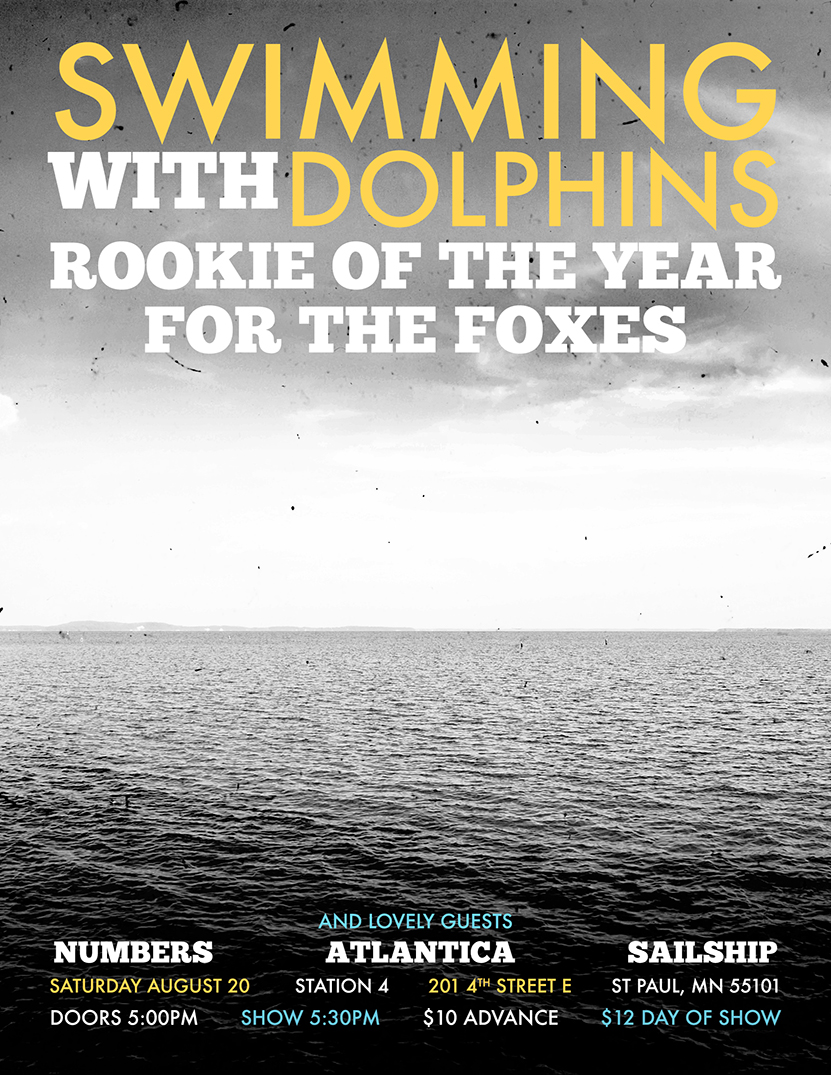 SWIMMING
WITH DOLPHINS
ROOKIE OF THE YEAR
FOR THE FOXES
AND LOVELY GUESTS
NUMBERS ATLANTICA SAILSHIP
SATURDAY AUGUST 20 STATION 4 201 4TH STREET E ST PAUL, MN 55101
DOORS 5:00PM SHOW 5:30PM $10 ADVANCE $12 DAY OF SHOW